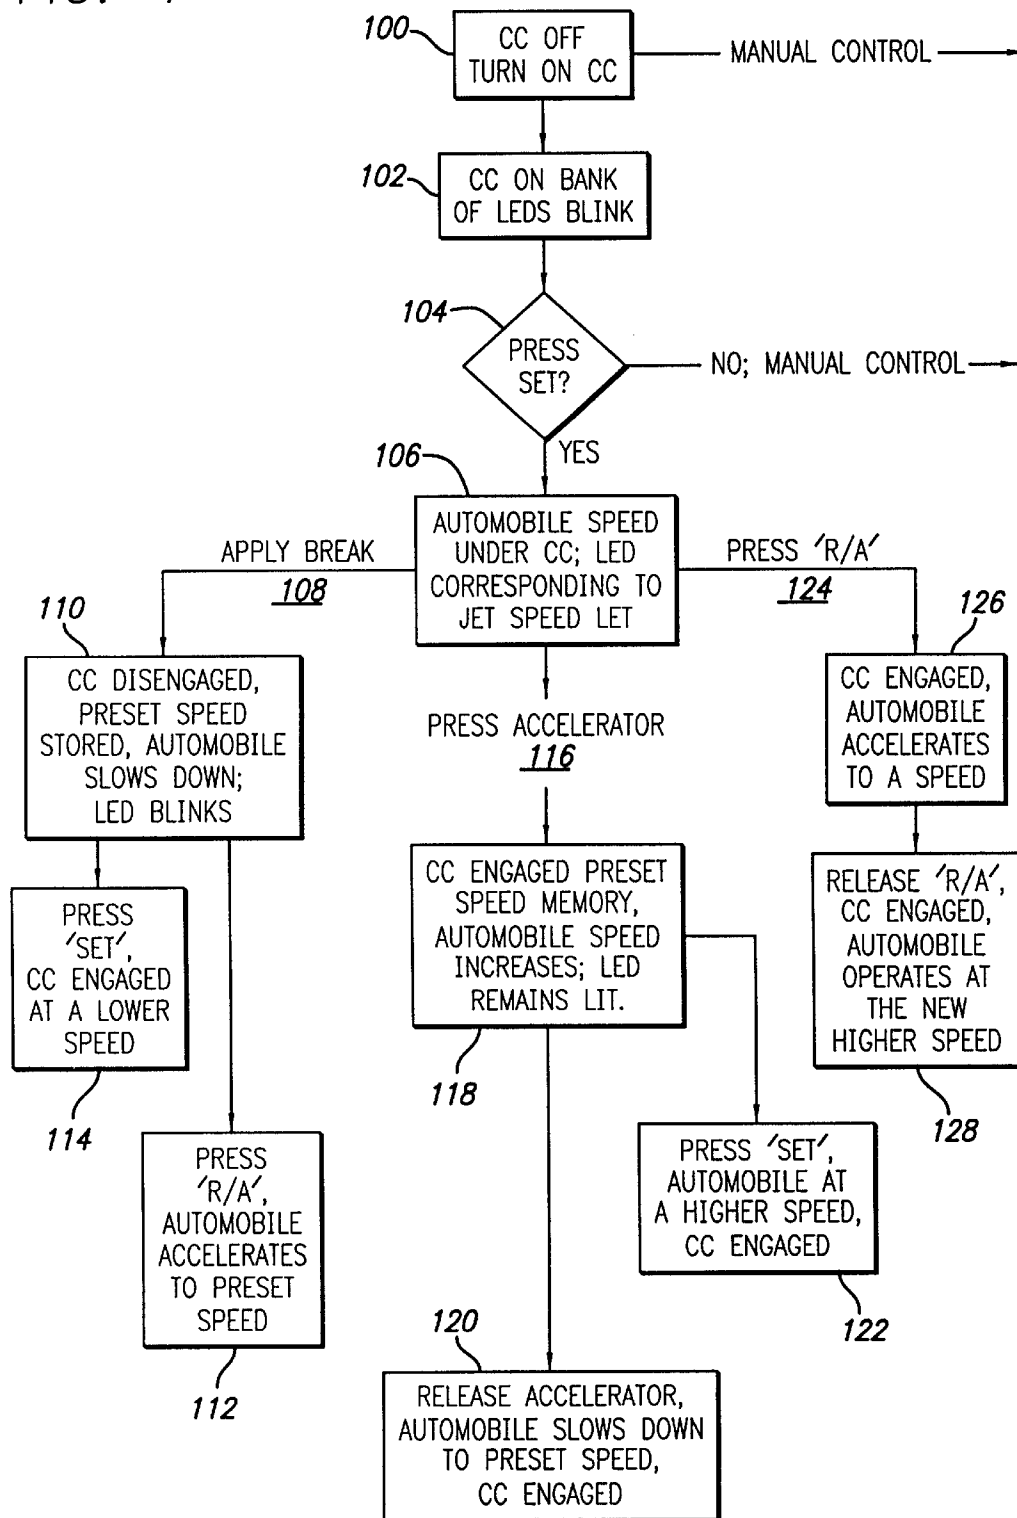 100
CC OFF
TURN ON CC
MANUAL CONTROL
102
CC ON BANK
OF LEDS BLINK
104
PRESS
SET?
NO; MANUAL CONTROL
YES
106
AUTOMOBILE SPEED
UNDER CC; LED
CORRESPONDING TO
JET SPEED LET
APPLY BREAK
108
PRESS 'R/A'
124
110
CC DISENGAGED,
PRESET SPEED
STORED, AUTOMOBILE
SLOWS DOWN;
LED BLINKS
PRESS ACCELERATOR
116
126
CC ENGAGED,
AUTOMOBILE
ACCELERATES
TO A SPEED
PRESS
'SET',
CC ENGAGED
AT A LOWER
SPEED
114
CC ENGAGED PRESET
SPEED MEMORY,
AUTOMOBILE SPEED
INCREASES; LED
REMAINS LIT.
118
RELEASE 'R/A',
CC ENGAGED,
AUTOMOBILE
OPERATES AT
THE NEW
HIGHER SPEED
128
PRESS
'R/A',
AUTOMOBILE
ACCELERATES
TO PRESET
SPEED
112
PRESS 'SET',
AUTOMOBILE AT
A HIGHER SPEED,
CC ENGAGED
122
120
RELEASE ACCELERATOR,
AUTOMOBILE SLOWS DOWN
TO PRESET SPEED,
CC ENGAGED